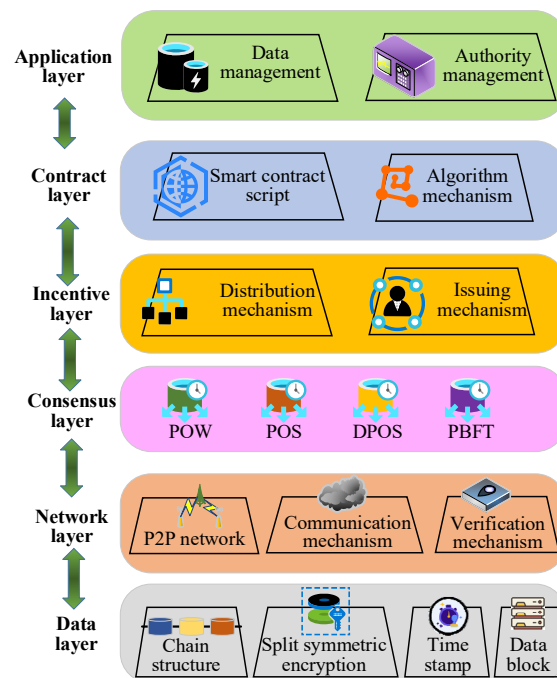 Application
layer
Data
management
Authority
management
Contract
layer
Smart contract
script
Algorithm
mechanism
Incentive
layer
Distribution
mechanism
Issuing
mechanism
Consensus
layer
POW
POS
DPOS
PBFT
Network
layer
P2P network
Communication
mechanism
Verification
mechanism
Data
layer
Chain
structure
Split symmetric
encryption
Time
stamp
Data
block